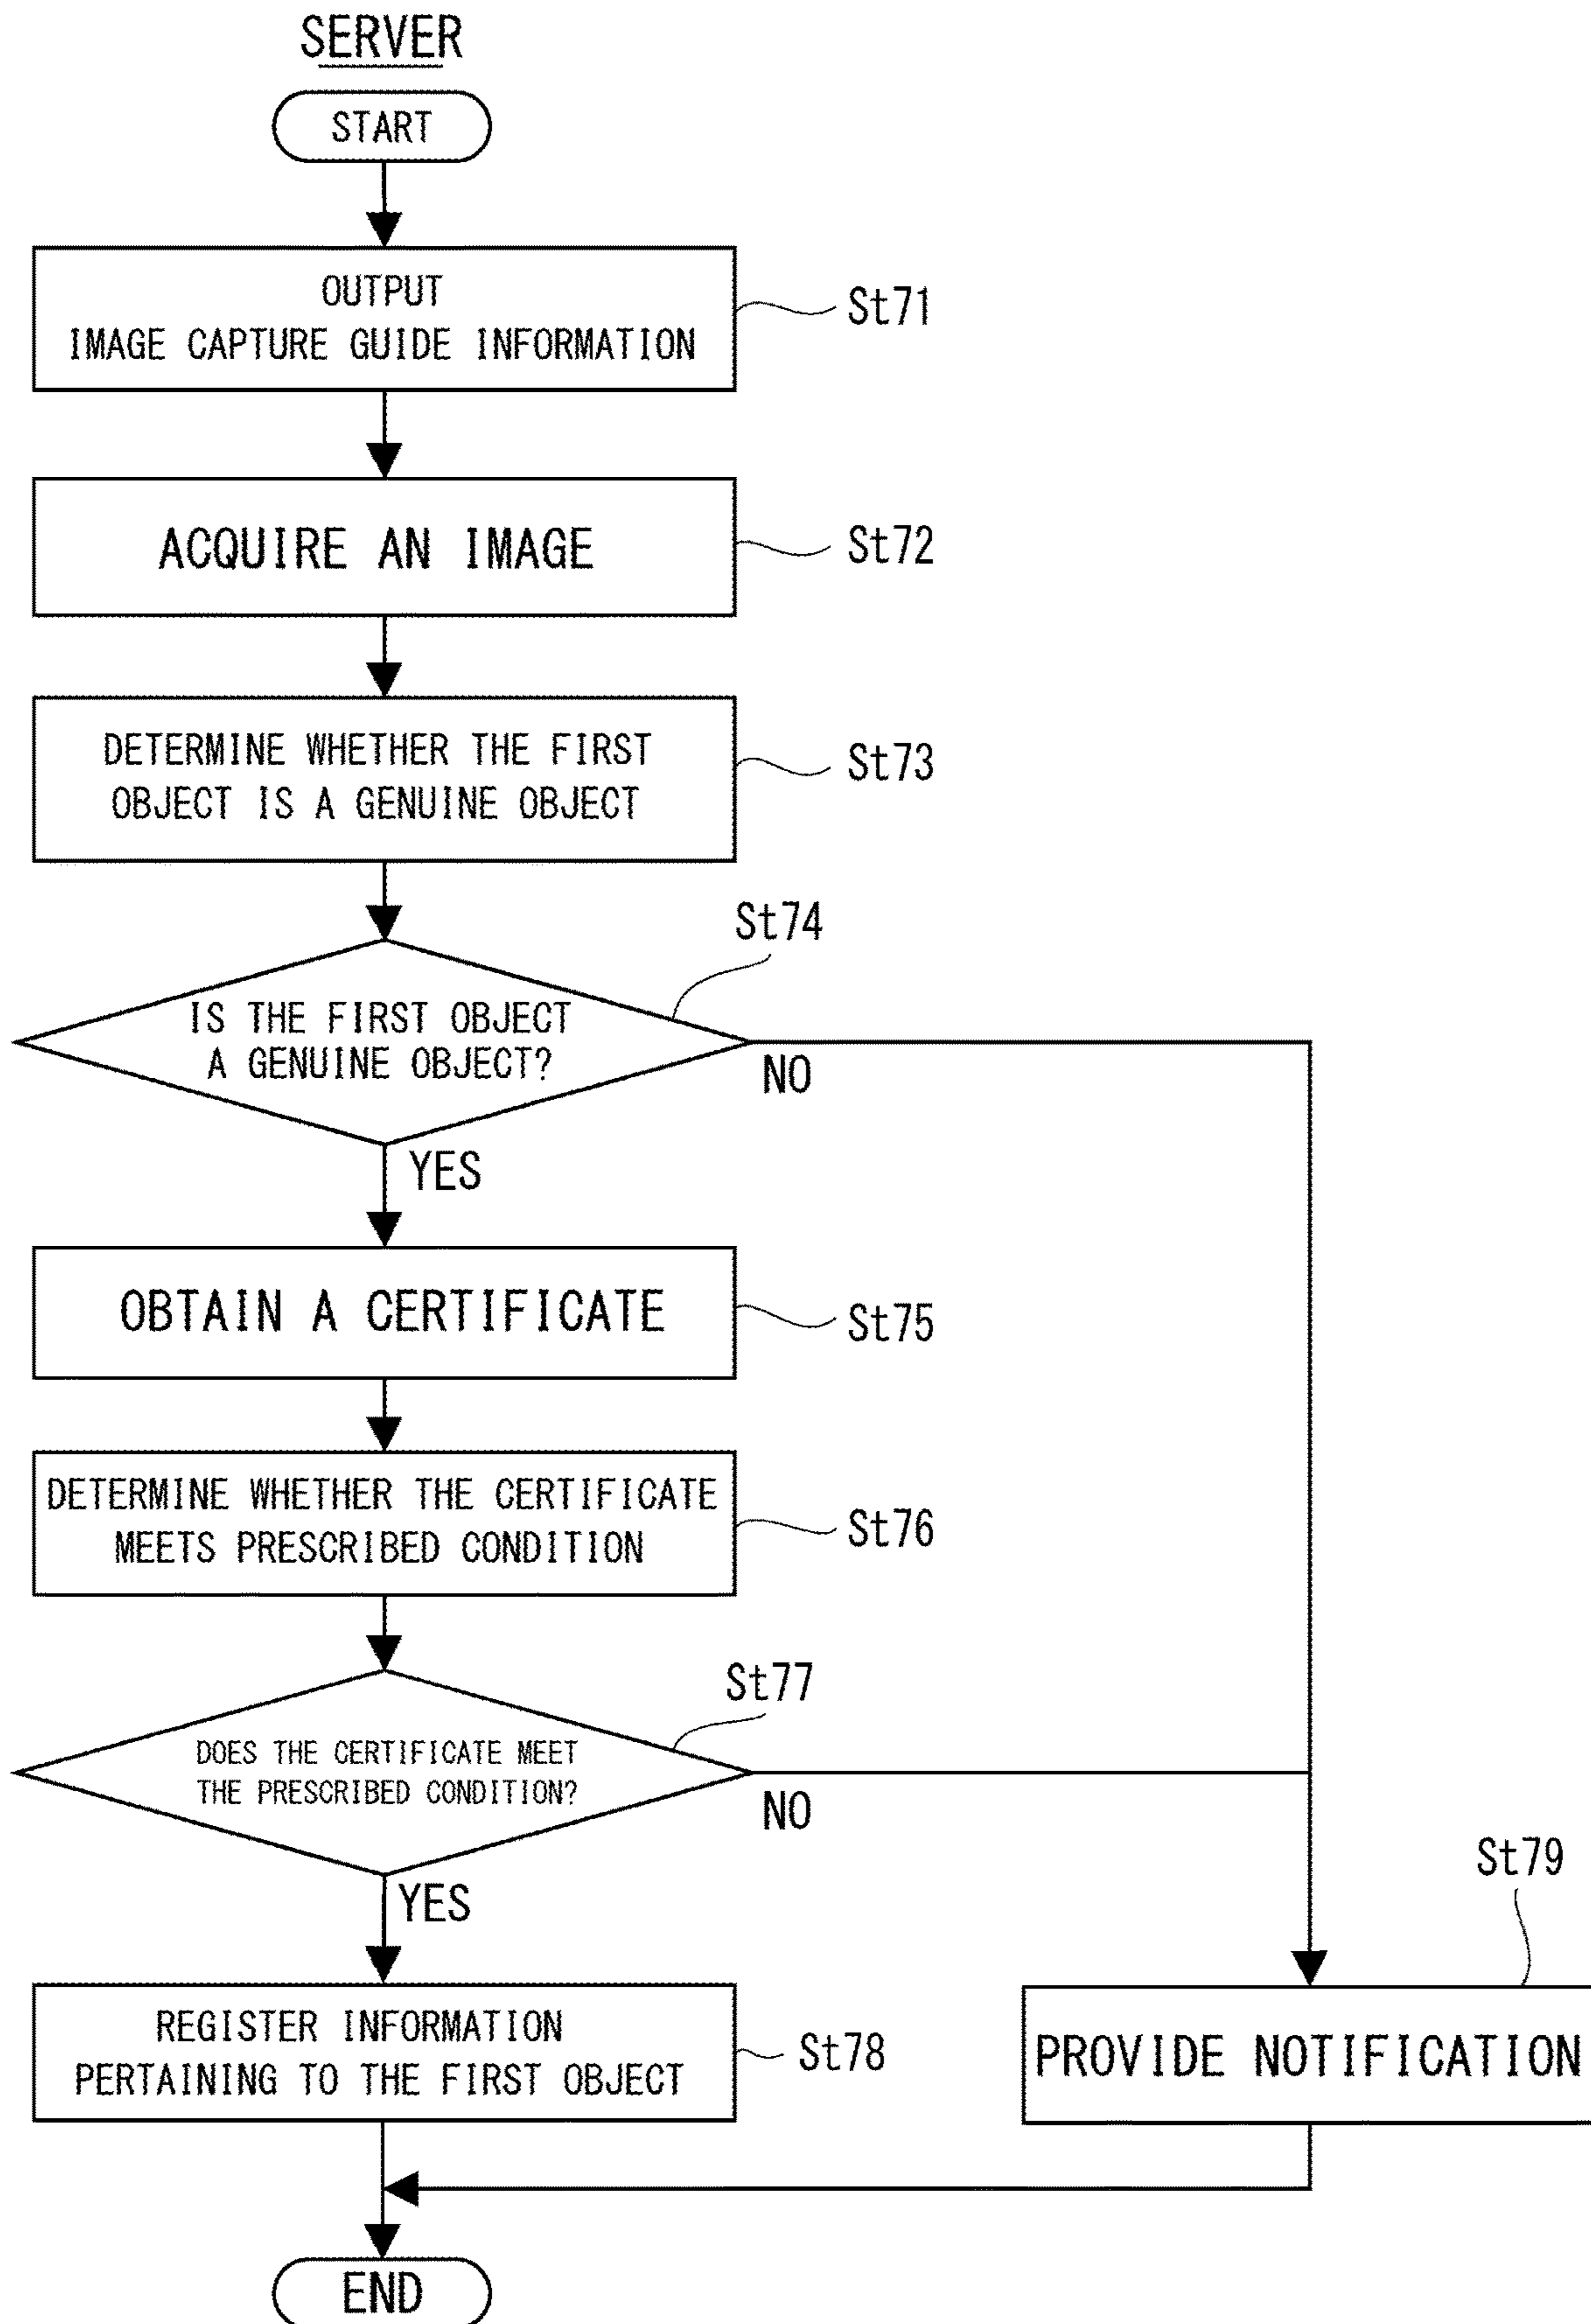 SERVER
START
OUTPUT
IMAGE CAPTURE GUIDE INFORMATION
St71
ACQUIRE AN IMAGE
St72
DETERMINE WHETHER THE FIRST
OBJECT IS A GENUINE OBJECT
St73
St74
IS THE FIRST OBJECT
A GENUINE OBJECT?
NO
YES
OBTAIN A CERTIFICATE
St75
DETERMINE WHETHER THE CERTIFICATE
MEETS PRESCRIBED CONDITION
St76
St77
DOES THE CERTIFICATE MEET
THE PRESCRIBED CONDITION?
NO
YES
St79
REGISTER INFORMATION
PERTAINING TO THE FIRST OBJECT
St78
PROVIDE NOTIFICATION
END